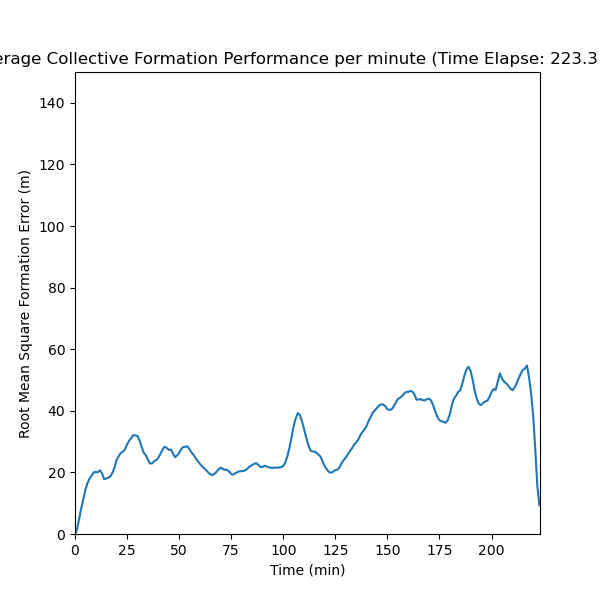 erage Collective Formation Performance per minute (Time Elapse: 223.3
140
120
100
80
60
40
20
0
Root Mean Square Formation Error (m)
0 25 50 75 100 125 150 175 200
Time (min)